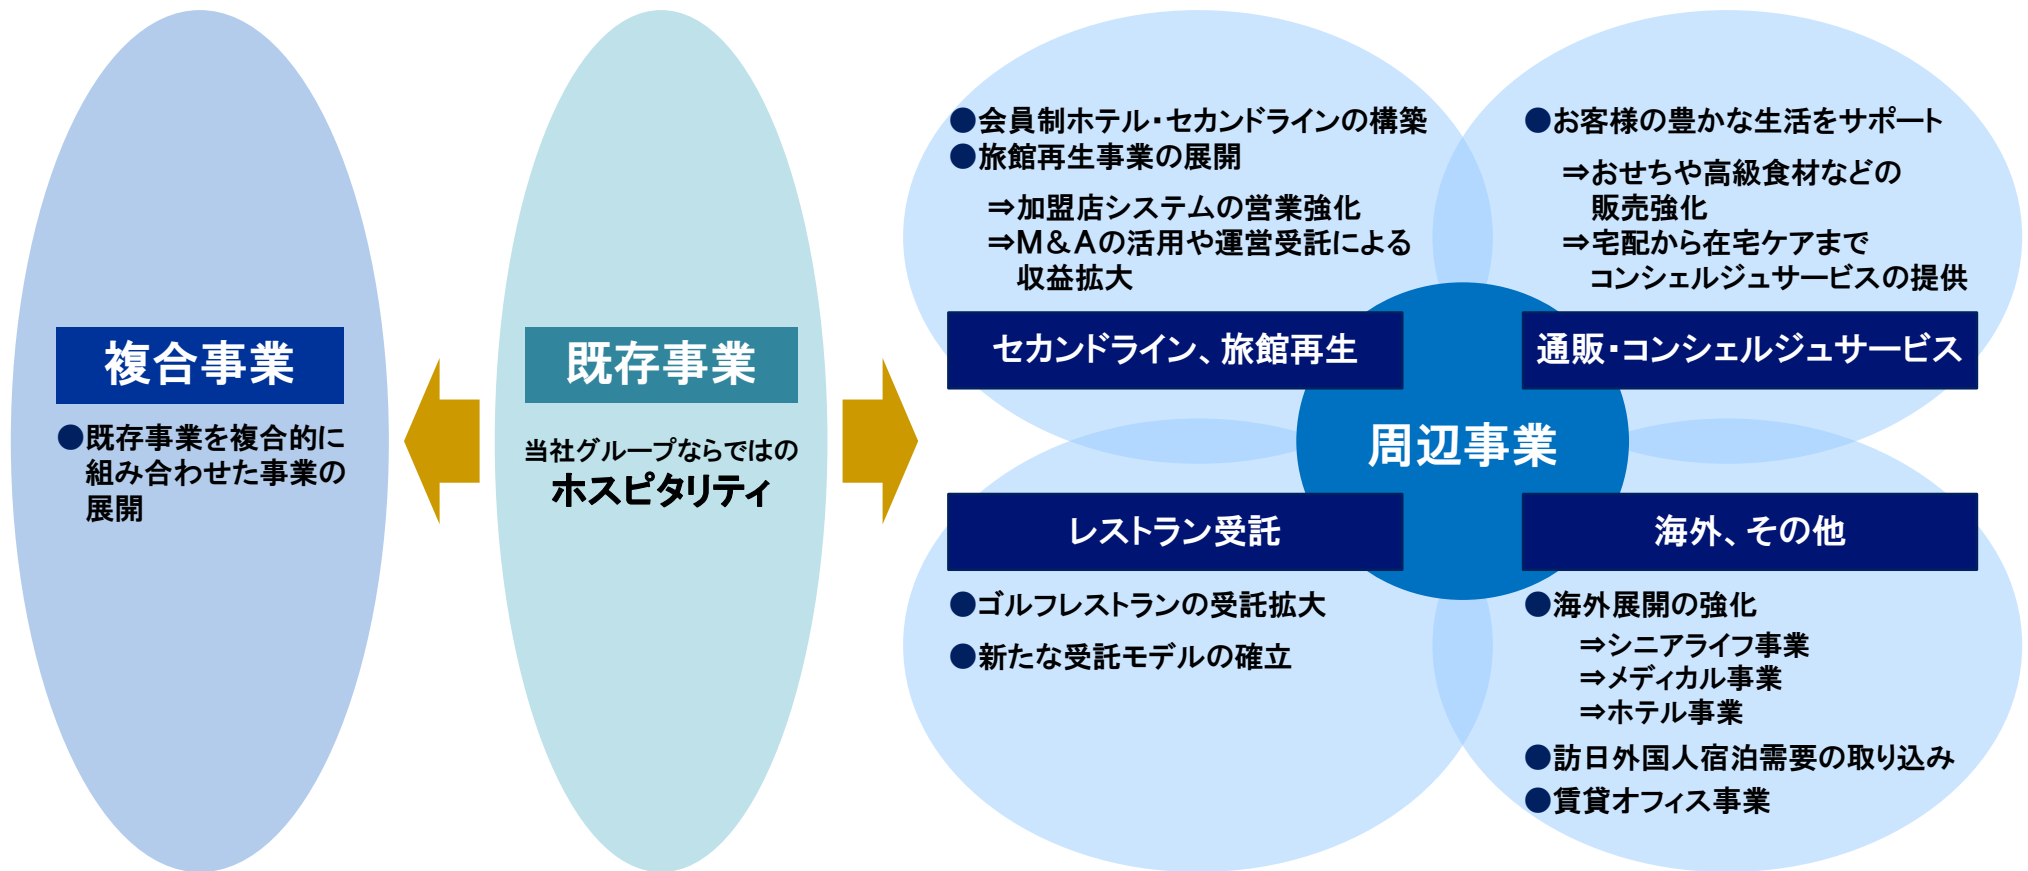 複合事業
●既存事業を複合的に
組み合わせた事業の
展開
既存事業
当社グループならではの
ホスピタリティ
●会員制ホテル・セカンドラインの構築
●旅館再生事業の展開
⇒加盟店システムの営業強化
⇒M&Aの活用や運営受託による
収益拡大
セカンドライン、旅館再生
●お客様の豊かな生活をサポート
⇒おせちや高級食材などの
販売強化
⇒宅配から在宅ケアまで
コンシェルジュサービスの提供
通販・コンシェルジュサービス
周辺事業
レストラン受託
●ゴルフレストランの受託拡大
●新たな受託モデルの確立
海外、その他
●海外展開の強化
⇒シニアライフ事業
⇒メディカル事業
⇒ホテル事業
●訪日外国人宿泊需要の取り込み
●賃貸オフィス事業